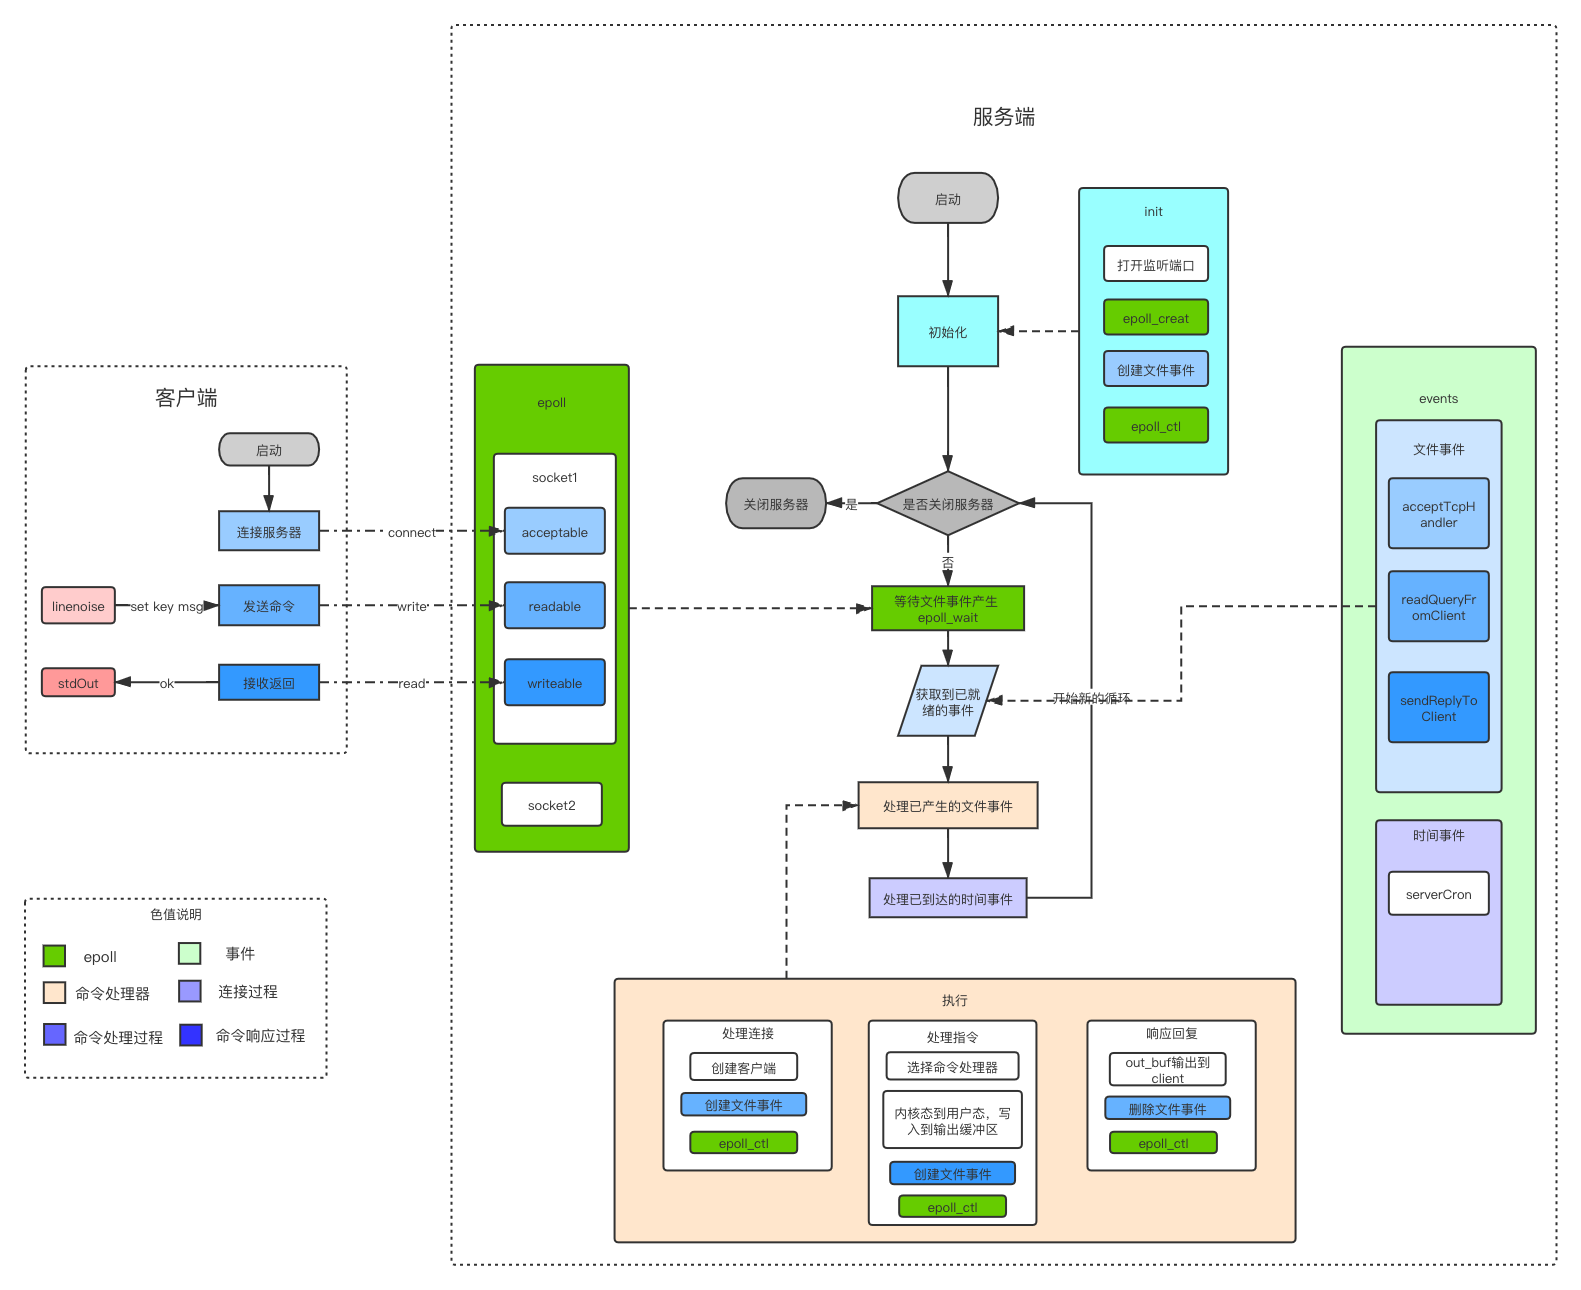 服务端
启动
初始化
是否关闭服务器
是
关闭服务器
否
等待文件事件产生
epoll_wait
获取到已就
绪的事件
处理已产生的文件事件
处理已到达的时间事件
开始新的循环
init
打开监听端口
epoll_creat
创建文件事件
epoll_ctl
客户端
启动
连接服务器
connect
linenoise
set key msg
发送命令
write
stdOut
ok
接收返回
read
epoll
socket1
acceptable
readable
writeable
socket2
events
文件事件
acceptTcpH
andler
readQueryFr
omClient
sendReplyTo
Client
时间事件
serverCron
色值说明
epoll
事件
命令处理器
连接过程
命令处理过程
命令响应过程
执行
处理连接
创建客户端
创建文件事件
epoll_ctl
处理指令
选择命令处理器
内核态到用户态，写
入到输出缓冲区
创建文件事件
epoll_ctl
响应回复
out_buf输出到
client
删除文件事件
epoll_ctl